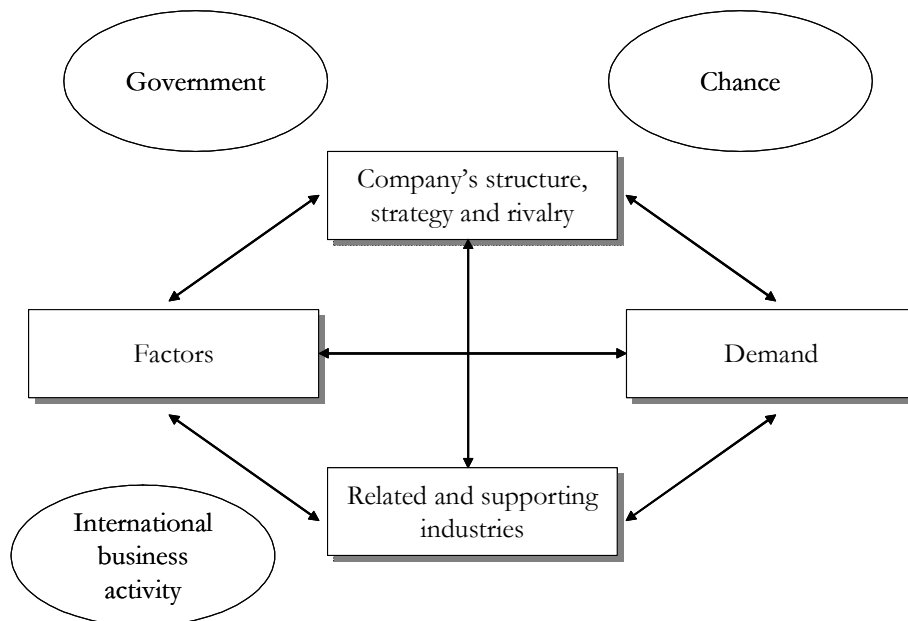 Government
Chance
Company’s structure,
strategy and rivalry
Factors
Demand
Related and supporting
industries
International
business
activity